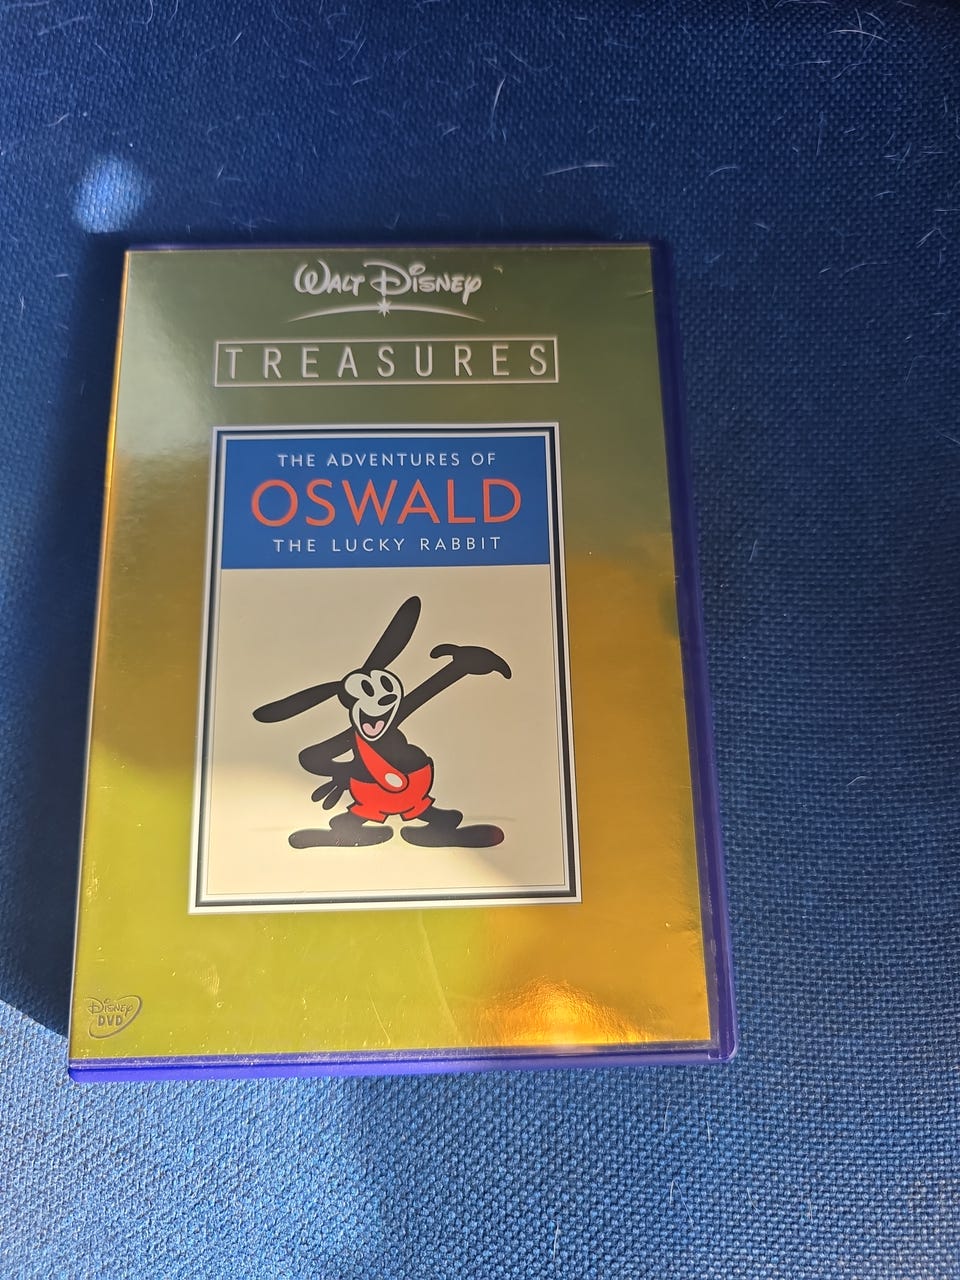 WALT DISNEY
TREASURES
THE ADVENTURES OF
OSWALD
THE LUCKY RABBIT
DISNEY
DVD